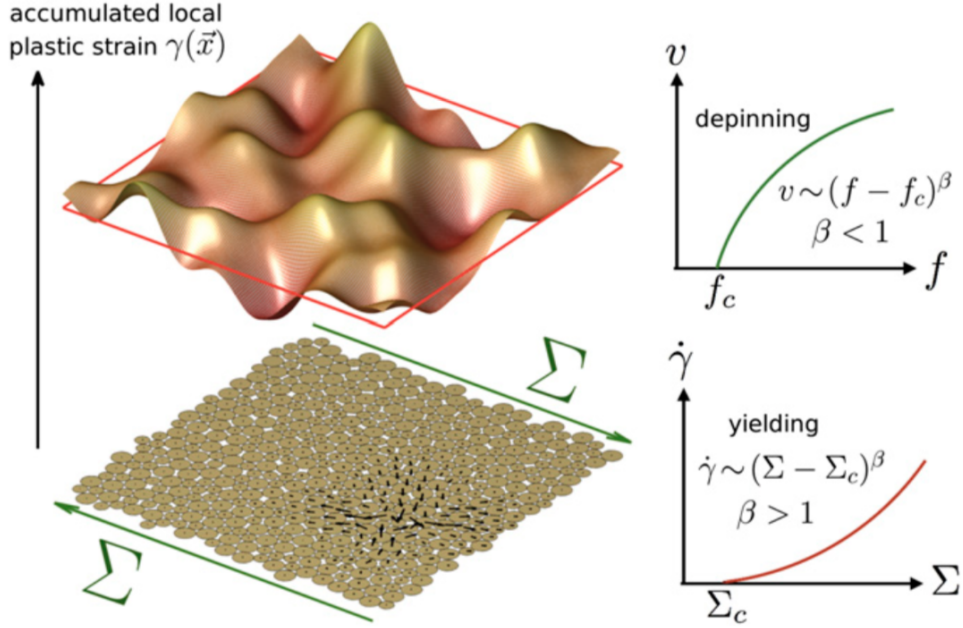 accumulated local
plastic strain γ(x⃗)
Σ
Σ
v
depinning
v ~ (f − f_c)^β
β < 1
f_c
f
γ̇
yielding
γ̇ ~ (Σ − Σ_c)^β
β > 1
Σ_c
Σ